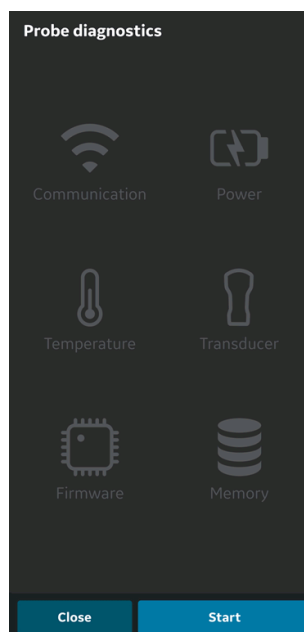 Probe diagnostics
Communication
Power
Temperature
Transducer
Firmware
Memory
Close
Start